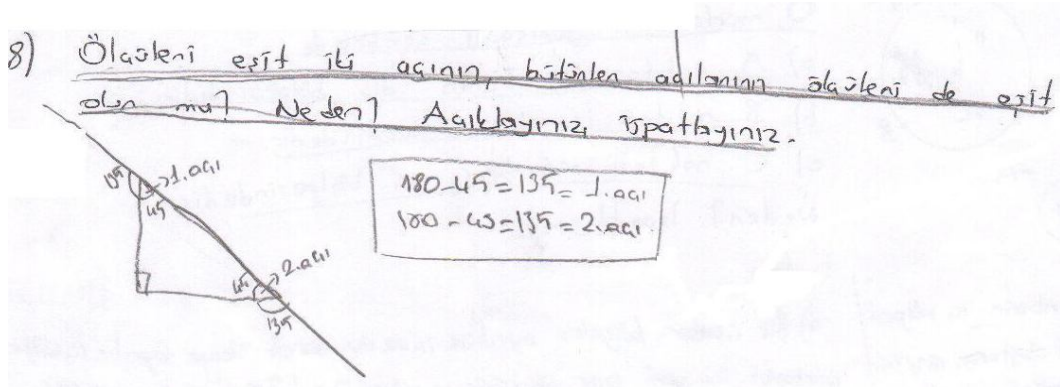 8) Ölçüleri eşit iki açının, bütünler açılarının ölçüleri de eşit
olur mu? Neden? Açıklayınız, ispatlayınız.
135
1. açı
45
180-45=135= 1. açı
180-45=135=2. açı
45
2. açı
135